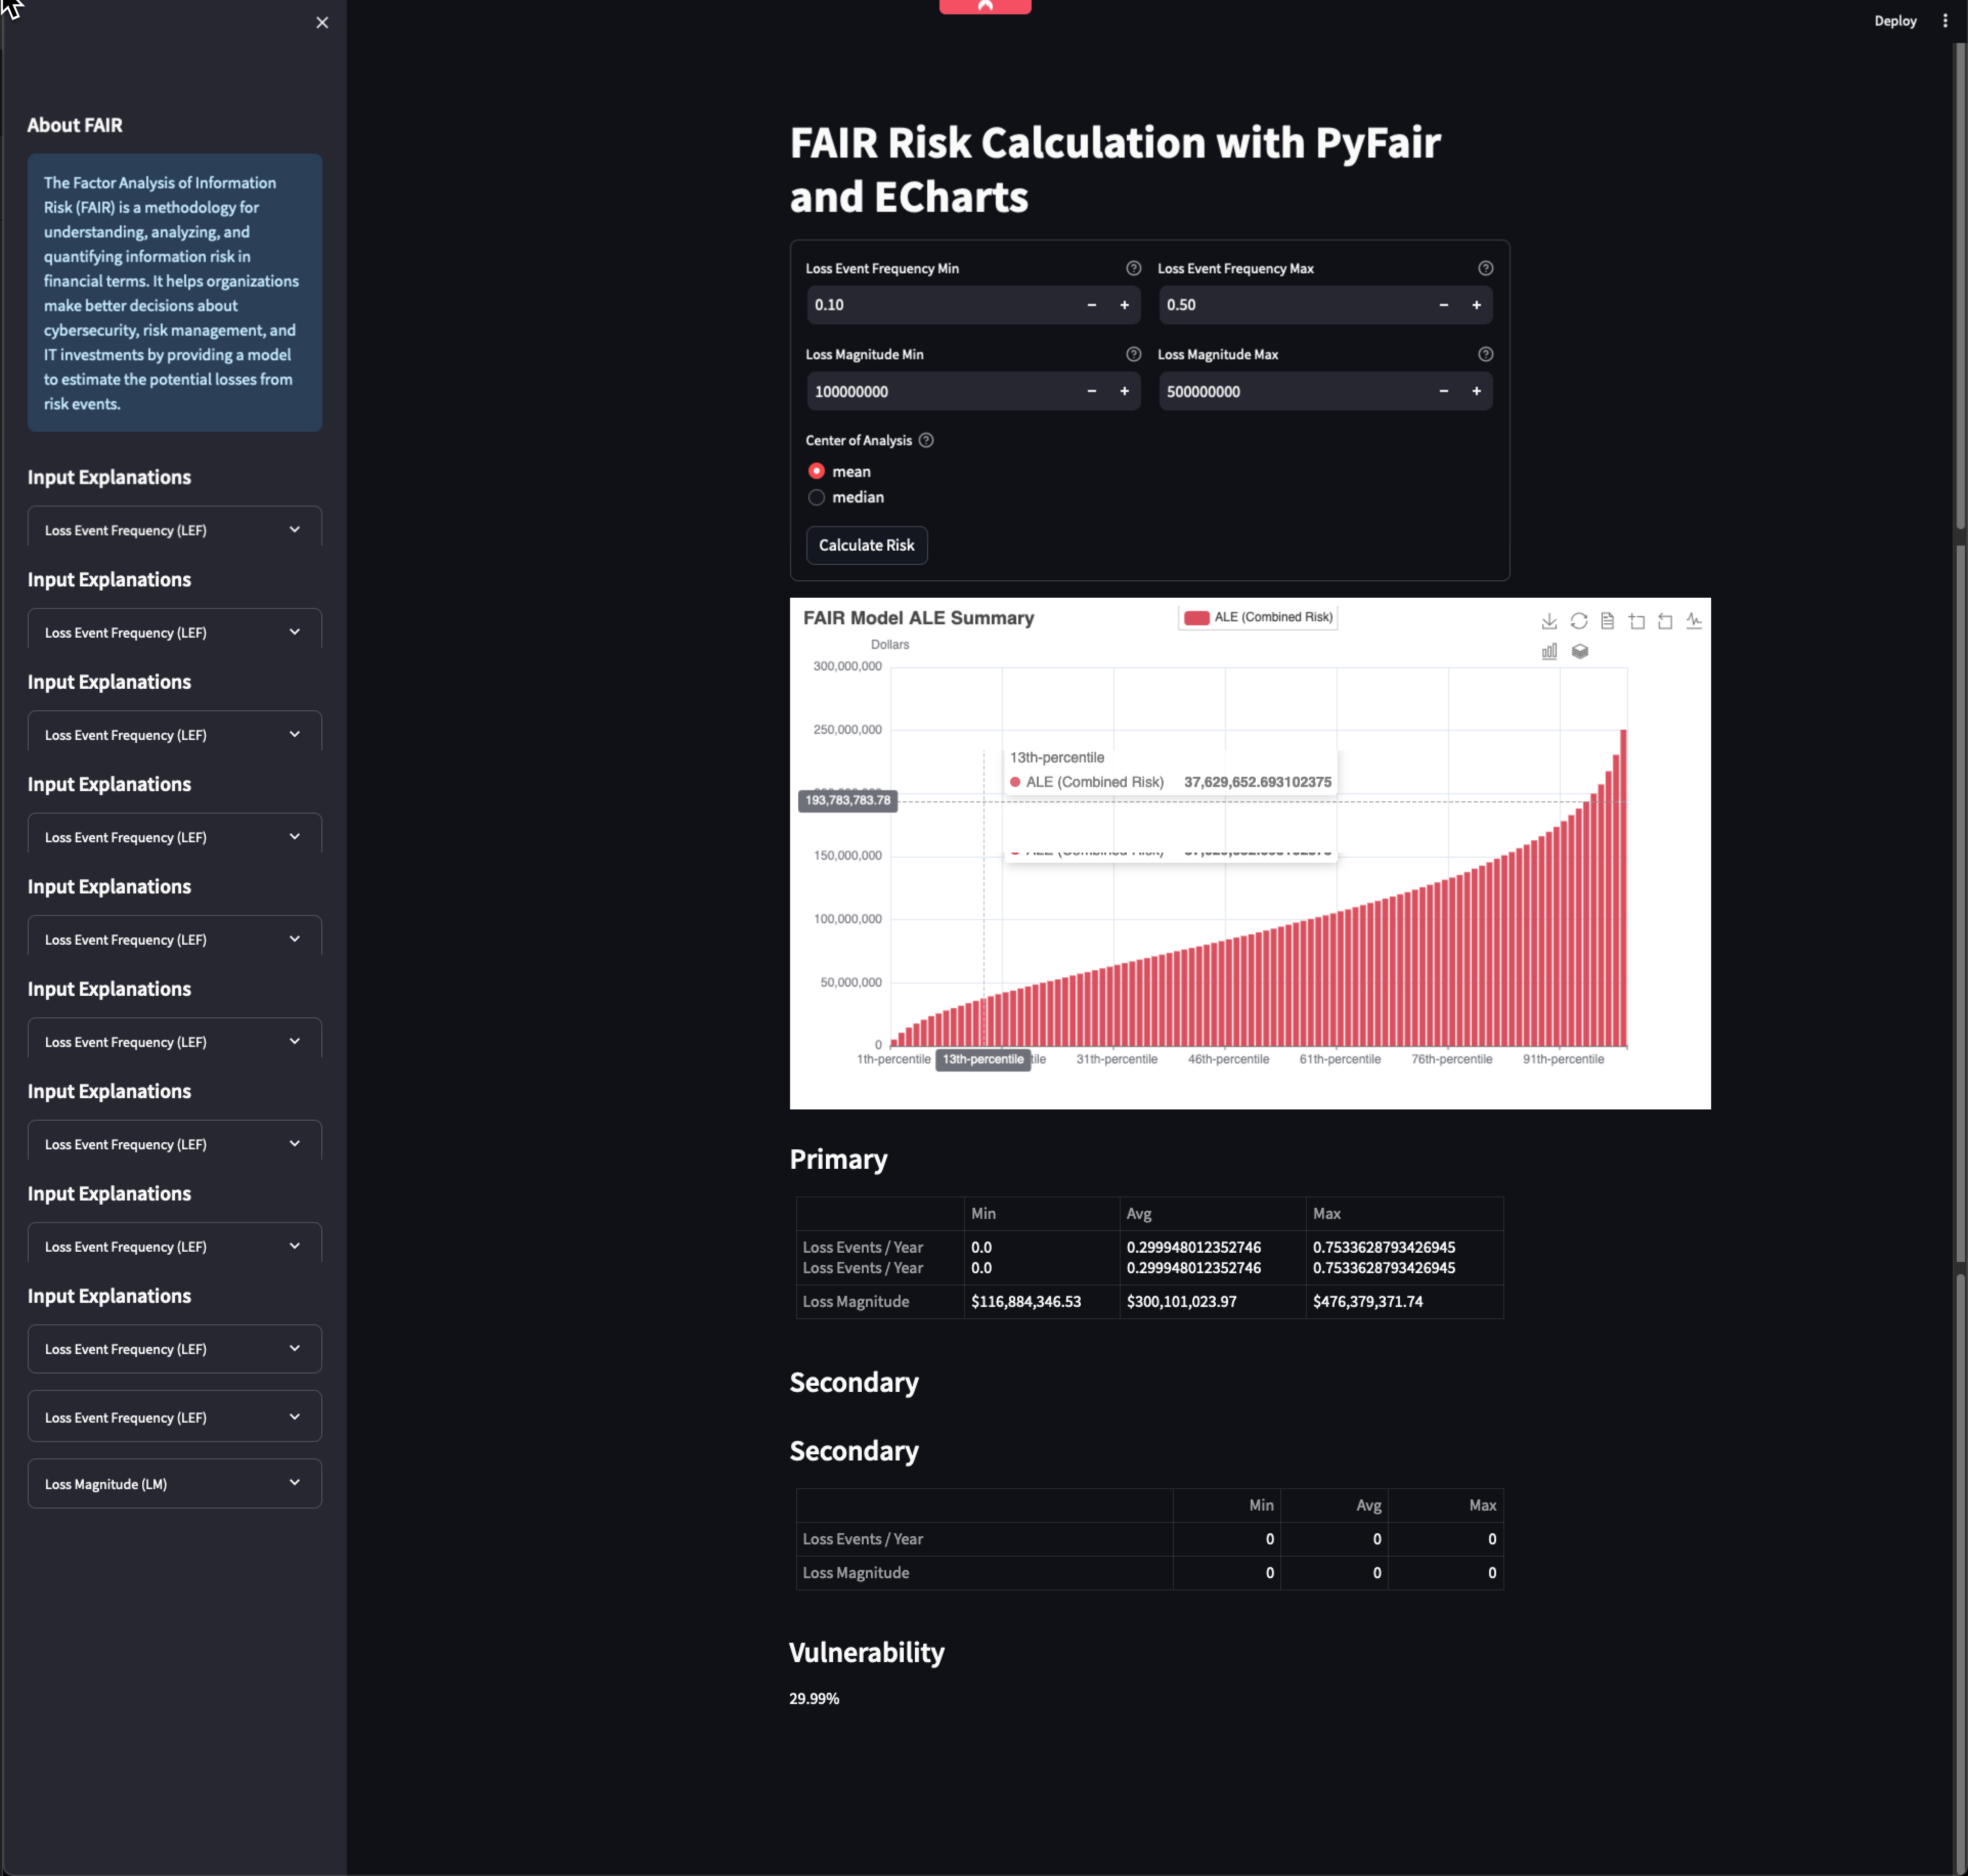 Deploy
About FAIR
The Factor Analysis of Information
Risk (FAIR) is a methodology for
understanding, analyzing, and
quantifying information risk in
financial terms. It helps organizations
make better decisions about
cybersecurity, risk management, and
IT investments by providing a model
to estimate the potential losses from
risk events.
Input Explanations
Loss Event Frequency (LEF)
Input Explanations
Loss Event Frequency (LEF)
Input Explanations
Loss Event Frequency (LEF)
Input Explanations
Loss Event Frequency (LEF)
Input Explanations
Loss Event Frequency (LEF)
Input Explanations
Loss Event Frequency (LEF)
Input Explanations
Loss Event Frequency (LEF)
Input Explanations
Loss Event Frequency (LEF)
Input Explanations
Loss Event Frequency (LEF)
Loss Event Frequency (LEF)
Loss Magnitude (LM)
FAIR Risk Calculation with PyFair
and ECharts
Loss Event Frequency Min
Loss Event Frequency Max
0.10
0.50
Loss Magnitude Min
Loss Magnitude Max
100000000
500000000
Center of Analysis
mean
median
Calculate Risk
FAIR Model ALE Summary
ALE (Combined Risk)
Dollars
300,000,000
250,000,000
13th-percentile
ALE (Combined Risk) 37,629,652.693102375
193,783,783.78
150,000,000
100,000,000
50,000,000
0
1th-percentile 13th-percentile tile 31th-percentile 46th-percentile 61th-percentile 76th-percentile 91th-percentile
Primary
Min Avg Max
Loss Events / Year 0.0 0.299948012352746 0.7533628793426945
Loss Events / Year 0.0 0.299948012352746 0.7533628793426945
Loss Magnitude $116,884,346.53 $300,101,023.97 $476,379,371.74
Secondary
Secondary
Min Avg Max
Loss Events / Year 0 0 0
Loss Magnitude 0 0 0
Vulnerability
29.99%